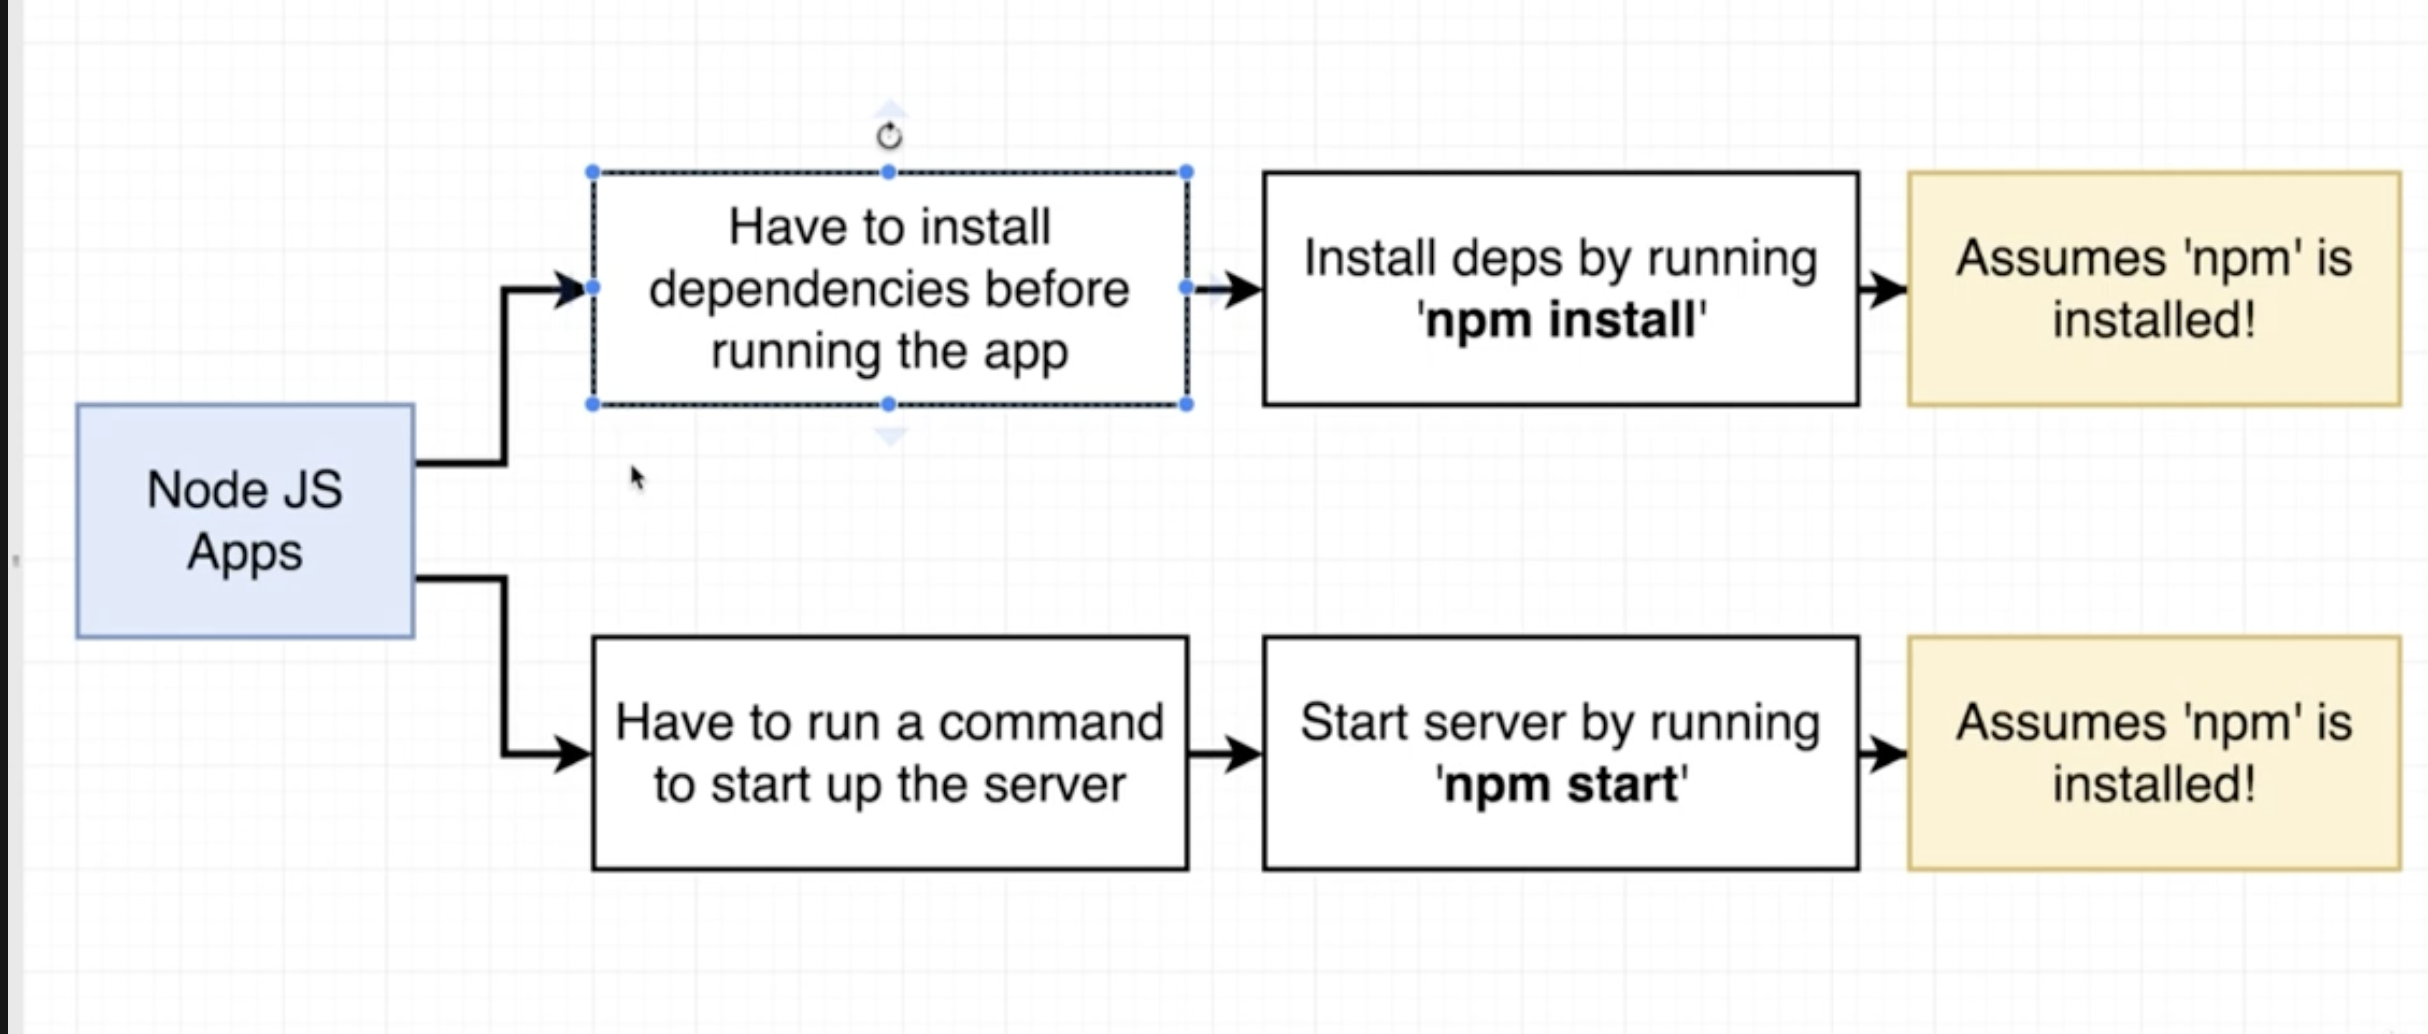 Have to install
dependencies before
running the app
Install deps by running
'npm install'
Assumes 'npm' is
installed!
Node JS
Apps
Have to run a command
to start up the server
Start server by running
'npm start'
Assumes 'npm' is
installed!